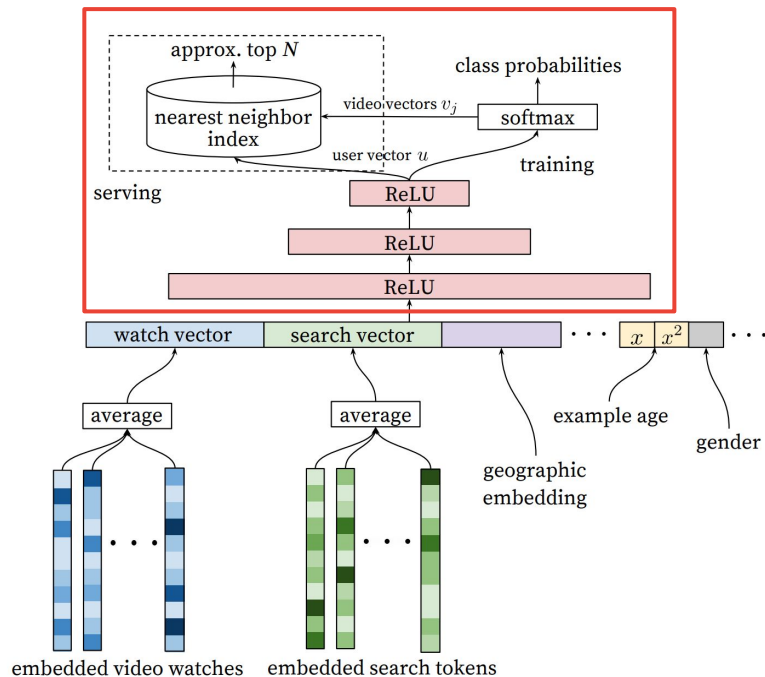 approx. top N
class probabilities
nearest neighbor
index
video vectors v_j
softmax
user vector u
training
serving
ReLU
ReLU
ReLU
watch vector
search vector
x
x²
average
average
example age
gender
geographic
embedding
embedded video watches
embedded search tokens